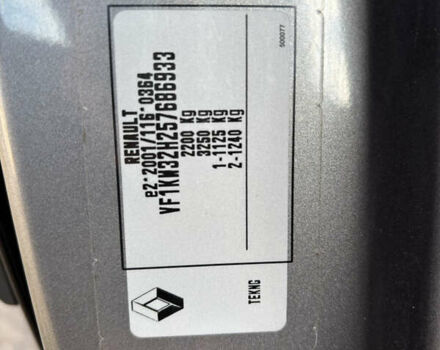 RENAULT
e2*2001/116*0364
VF1KW32H257686933
2200 Kg
3250 Kg
1-1125 Kg
2-1240 Kg
TEKNG
500077